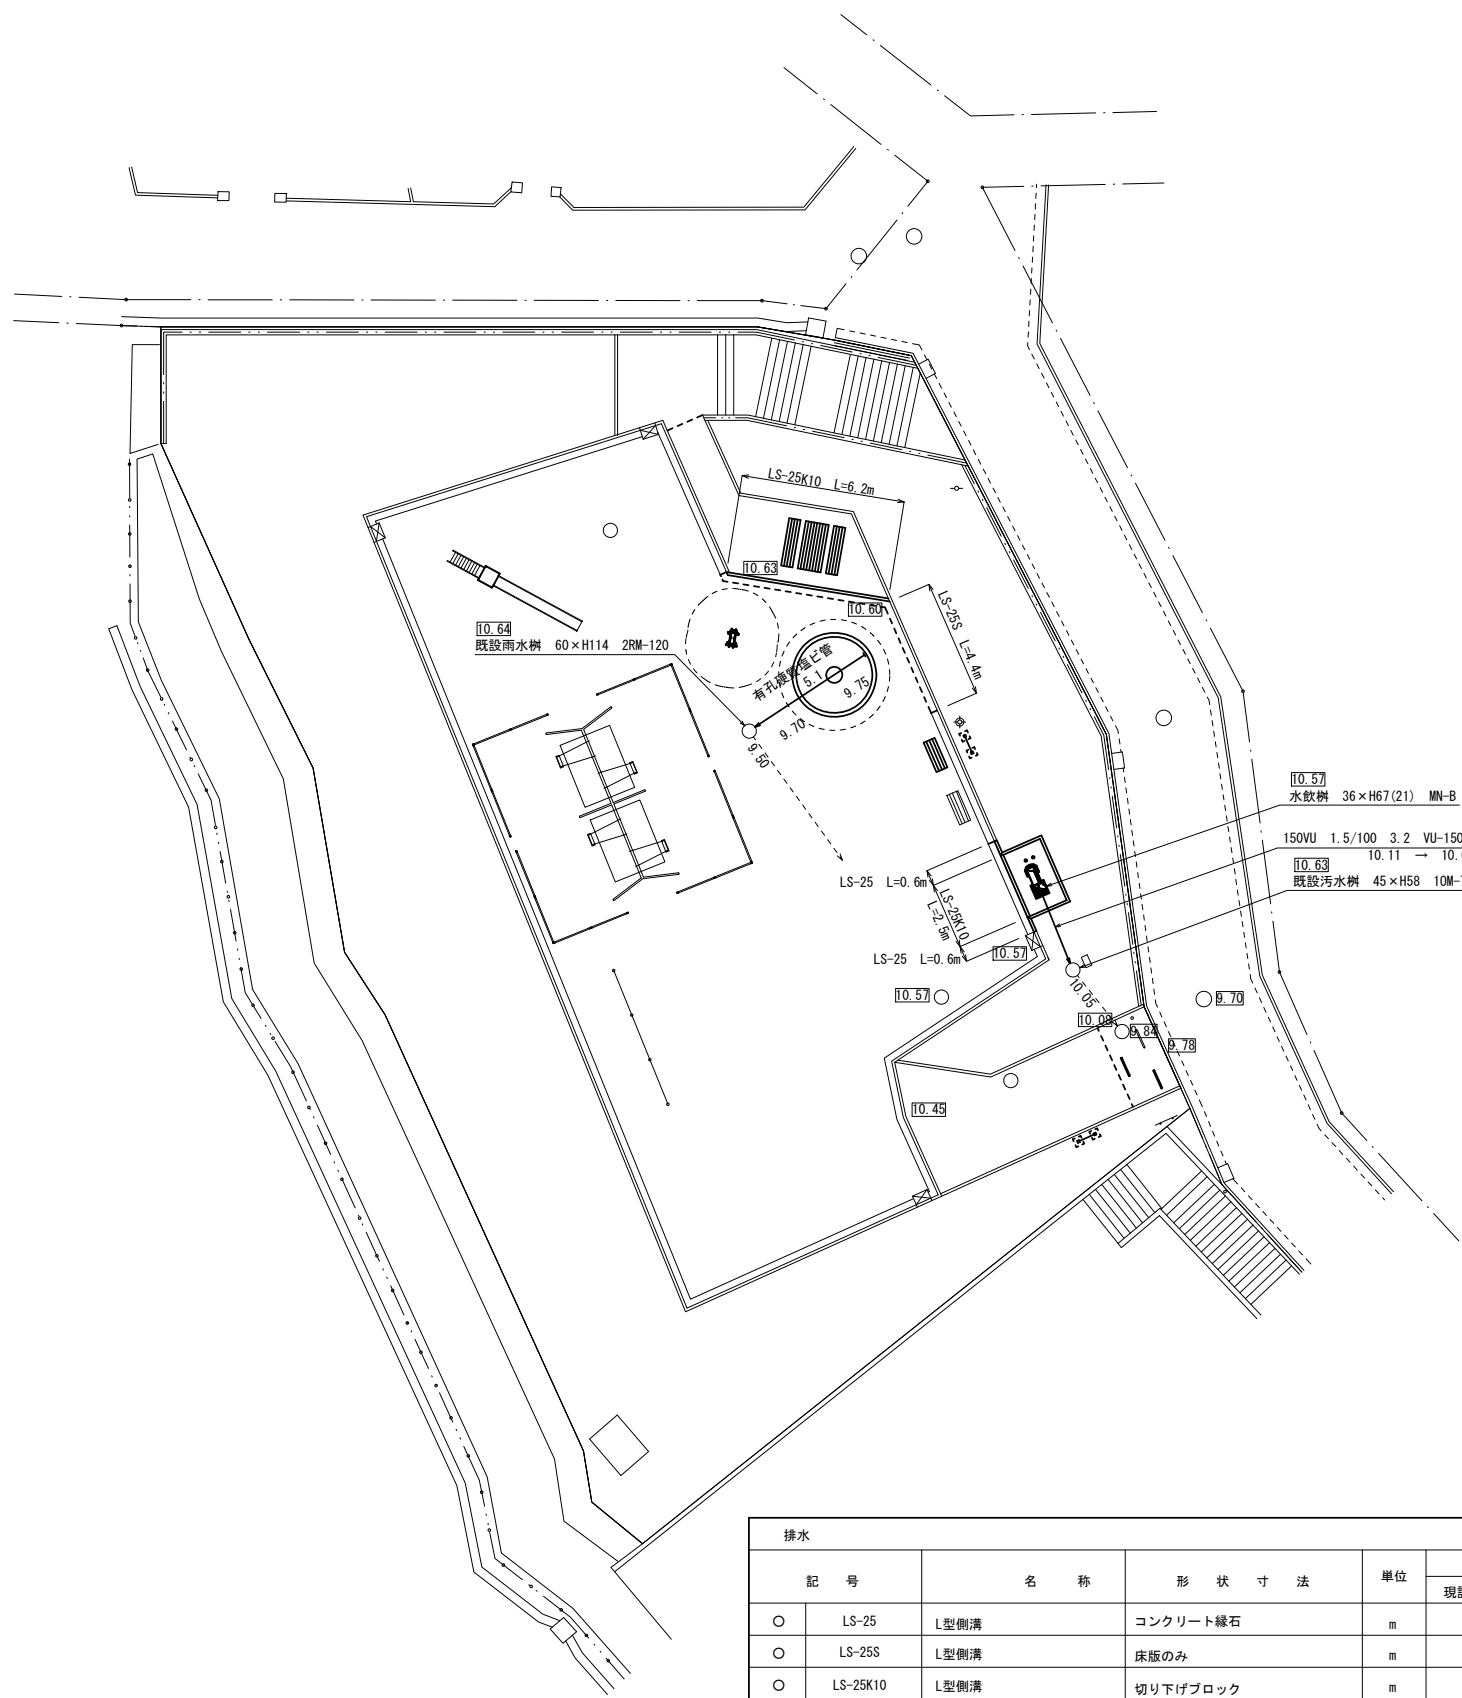 LS-25K10 L=6.2m
10.63
10.60
LS-25S L=4.4m
10.64
既設雨水桝 60×H114 2RM-120
有孔硬質塩ビ管
5.1
9.75
9.70
9.50
10.57
水飲桝 36×H67(21) MN-B
150VU 1.5/100 3.2 VU-150
10.11 →
10.63
既設汚水桝 45×H58
LS-25 L=0.6m
LS-25K10
L=2.5m
LS-25 L=0.6m
10.57
10.57
10.05
9.70
10.08
9.84
9.78
10.45
排水
記号 名称 形状寸法 単位
○ LS-25 L型側溝 コンクリート縁石 m
○ LS-25S L型側溝 床版のみ m
○ LS-25K10 L型側溝 切り下げブロック m